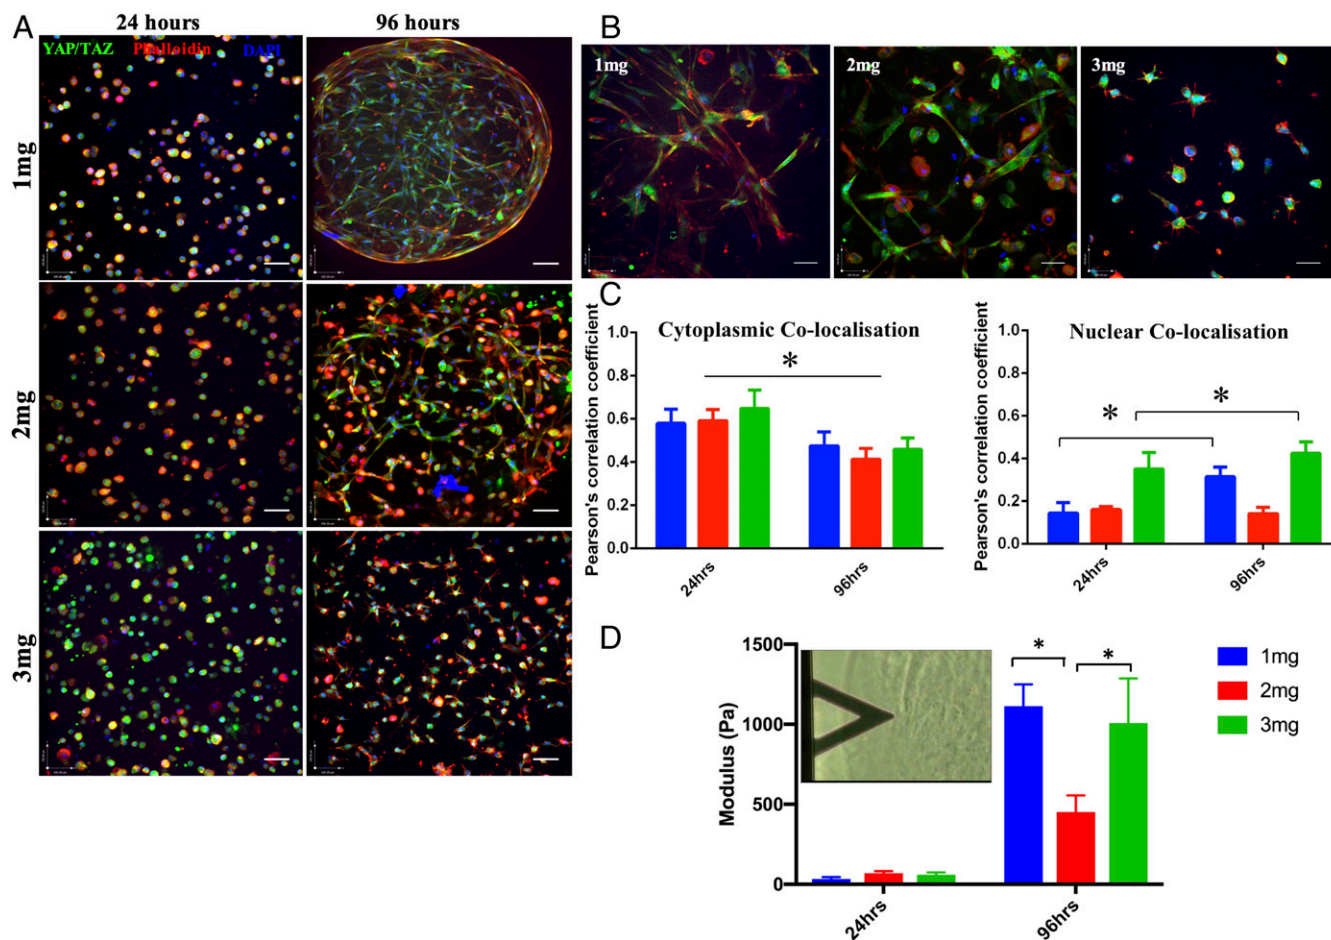 A
24 hours
96 hours
YAP/TAZ
Phalloidin
DAPI
1mg
2mg
3mg
B
1mg
2mg
3mg
C
Cytoplasmic Co-localisation
Pearson's correlation coefficient
1.0
0.8
0.6
0.4
0.2
0.0
*
24hrs
96hrs
Nuclear Co-localisation
Pearson's correlation coefficient
1.0
0.8
0.6
0.4
0.2
0.0
*
*
24hrs
96hrs
D
Modulus (Pa)
1500
1000
500
0
*
*
24hrs
96hrs
1mg
2mg
3mg